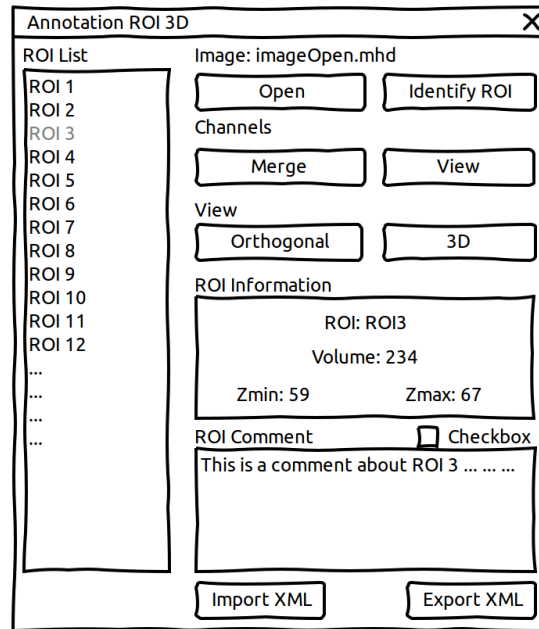 Annotation ROI 3D
ROI List
ROI 1
ROI 2
ROI 3
ROI 4
ROI 5
ROI 6
ROI 7
ROI 8
ROI 9
ROI 10
ROI 11
ROI 12
...
...
...
...
Image: imageOpen.mhd
Open Identify ROI
Channels
Merge View
View
Orthogonal 3D
ROI Information
ROI: ROI3
Volume: 234
Zmin: 59 Zmax: 67
ROI Comment Checkbox
This is a comment about ROI 3 ... ... ...
Import XML Export XML